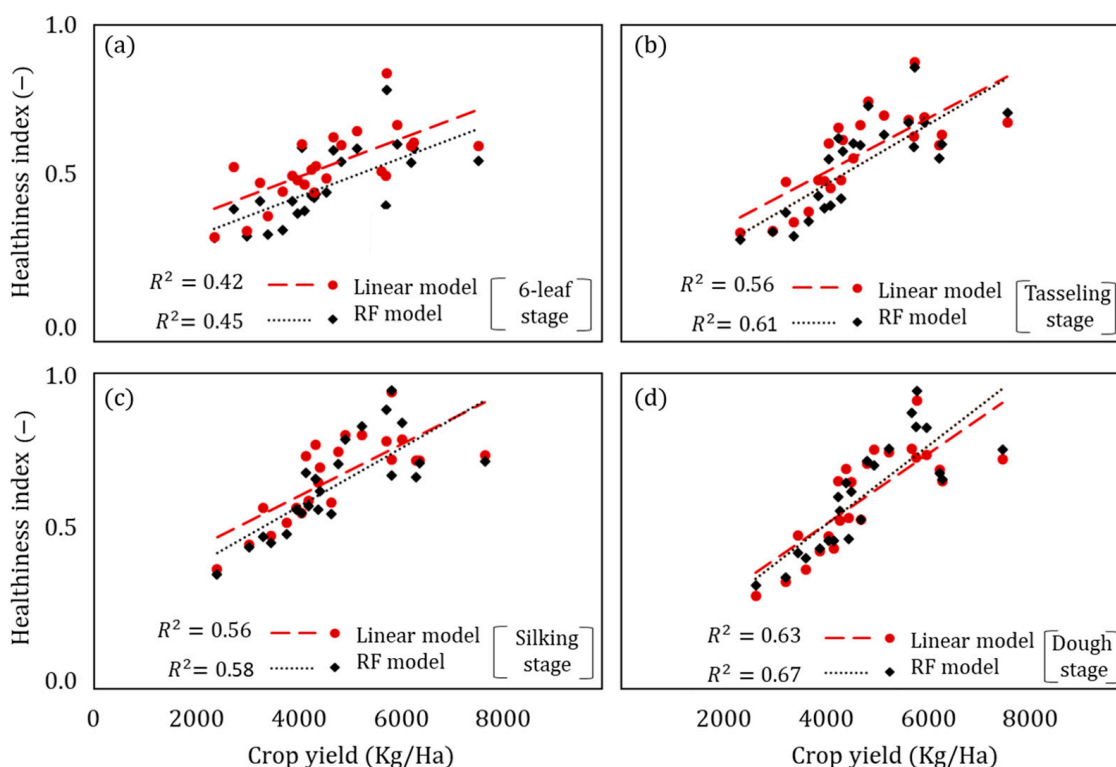 1.0
(a)
(b)
Healthiness index (−)
0.5
R² = 0.42
Linear model
6-leaf
stage
R² = 0.45
RF model
R² = 0.56
Linear model
Tasseling
stage
R² = 0.61
RF model
0.0
1.0
(c)
(d)
Healthiness index (−)
0.5
R² = 0.56
Linear model
Silking
stage
R² = 0.58
RF model
R² = 0.63
Linear model
Dough
stage
R² = 0.67
RF model
0.0
0 2000 4000 6000 8000
2000 4000 6000 8000
Crop yield (Kg/Ha)
Crop yield (Kg/Ha)